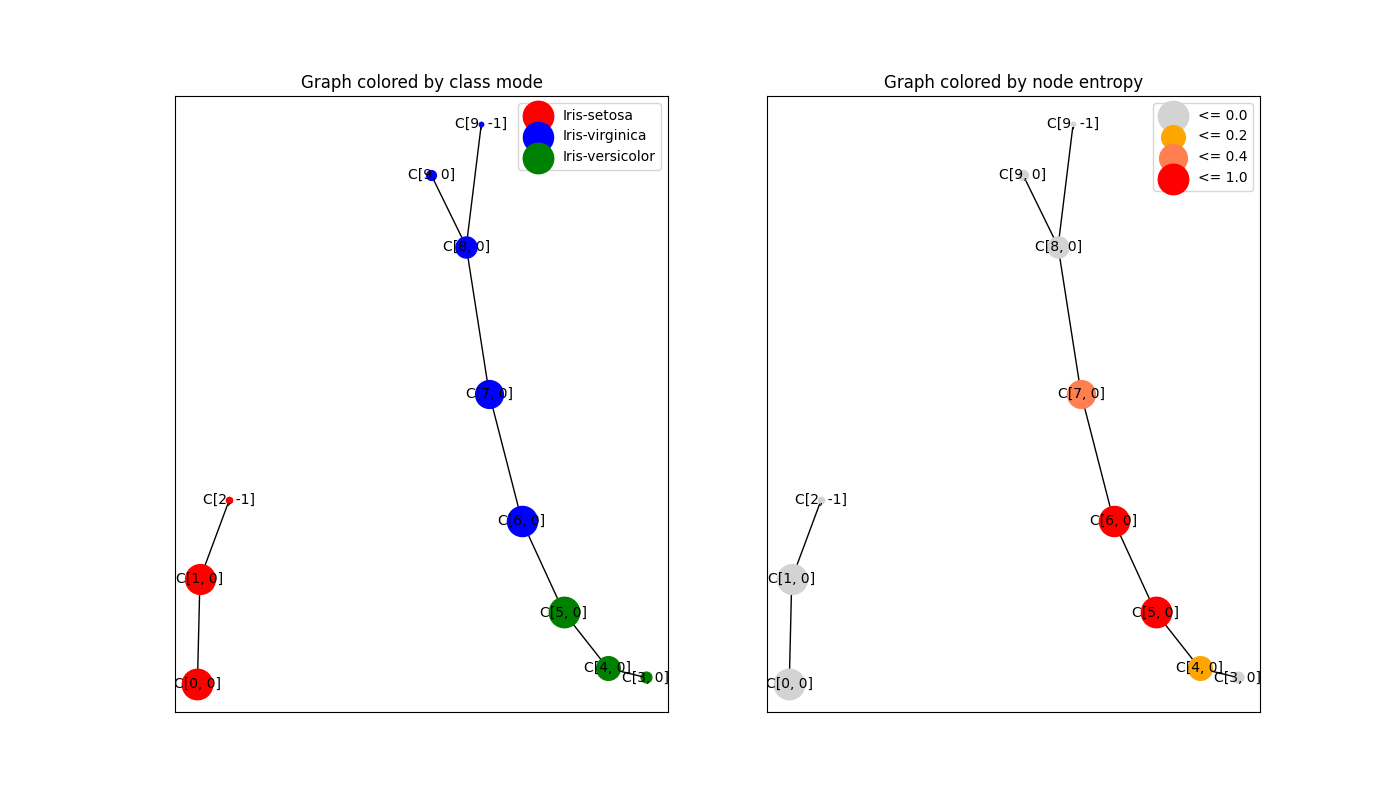 Graph colored by class mode
Iris-setosa
Iris-virginica
Iris-versicolor
C[9, -1]
C[9, 0]
C[8, 0]
C[7, 0]
C[2, -1]
C[6, 0]
C[1, 0]
C[5, 0]
C[4, 0]
C[3, 0]
C[0, 0]
Graph colored by node entropy
<= 0.0
<= 0.2
<= 0.4
<= 1.0
C[9, -1]
C[9, 0]
C[8, 0]
C[7, 0]
C[2, -1]
C[6, 0]
C[1, 0]
C[5, 0]
C[4, 0]
C[3, 0]
C[0, 0]